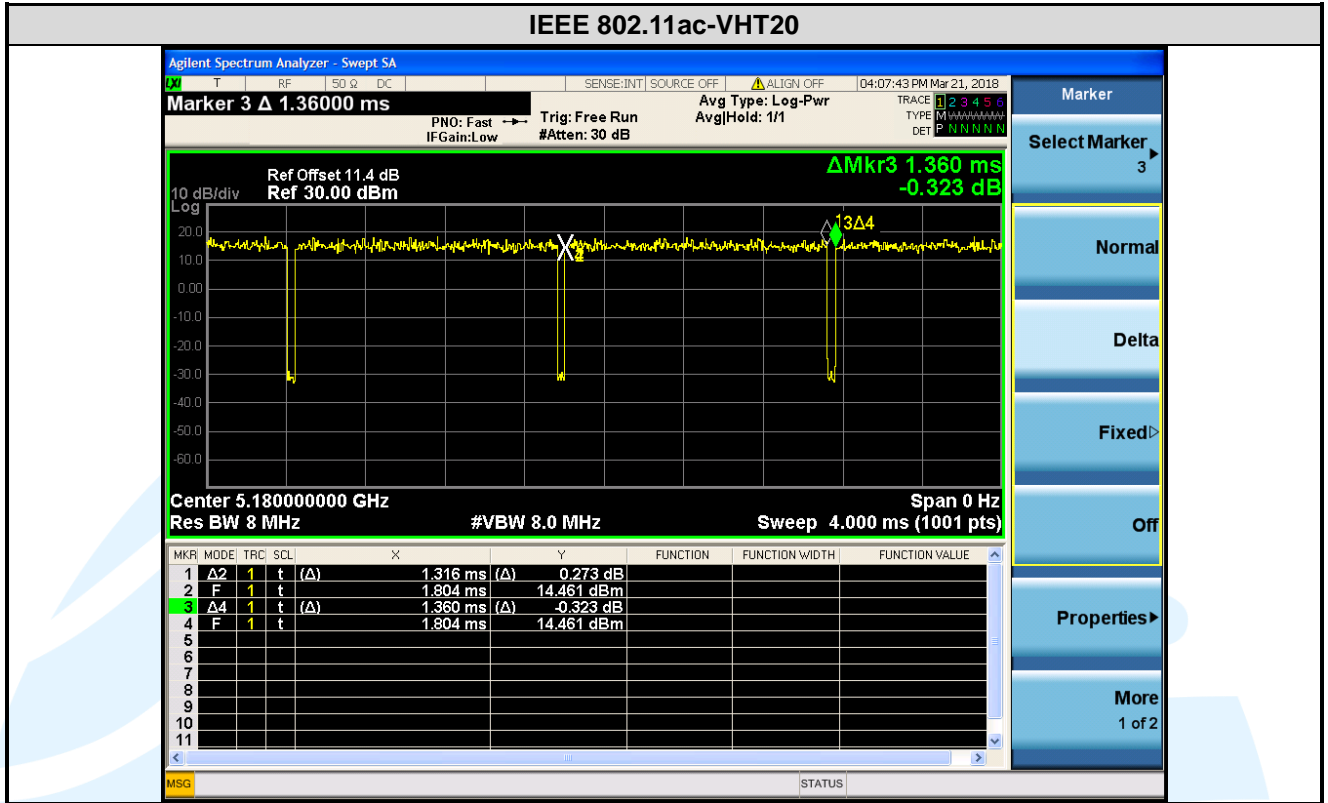 IEEE 802.11ac-VHT20
Agilent Spectrum Analyzer - Swept SA
LXI T RF 50 Ω DC SENSE:INT SOURCE OFF ALIGN OFF 04:07:43 PM Mar 21, 2018
Marker 3 Δ 1.36000 ms
PNO: Fast
IFGain:Low
Trig: Free Run
#Atten: 30 dB
Avg Type: Log-Pwr
Avg|Hold: 1/1
TRACE 1 2 3 4 5 6
TYPE M
DET P N N N N N
ΔMkr3 1.360 ms
-0.323 dB
Ref Offset 11.4 dB
10 dB/div Ref 30.00 dBm
Log
20.0
10.0
0.00
-10.0
-20.0
-30.0
-40.0
-50.0
-60.0
3Δ4
Center 5.180000000 GHz Span 0 Hz
Res BW 8 MHz #VBW 8.0 MHz Sweep 4.000 ms (1001 pts)
MKR MODE TRC SCL X Y FUNCTION FUNCTION WIDTH FUNCTION VALUE
1 Δ2 1 t (Δ) 1.316 ms (Δ) 0.273 dB
2 F 1 t 1.804 ms 14.461 dBm
3 Δ4 1 t (Δ) 1.360 ms (Δ) -0.323 dB
4 F 1 t 1.804 ms 14.461 dBm
5
6
7
8
9
10
11
MSG STATUS
Marker
Select Marker
3
Normal
Delta
Fixed
Off
Properties
More
1 of 2